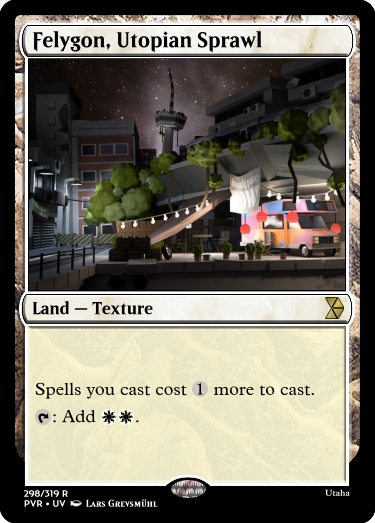 Felygon, Utopian Sprawl
Land — Texture
Spells you cast cost 1 more to cast.
: Add .
298/319 R
Utaha
PVR • UV Lars Grevsmühl